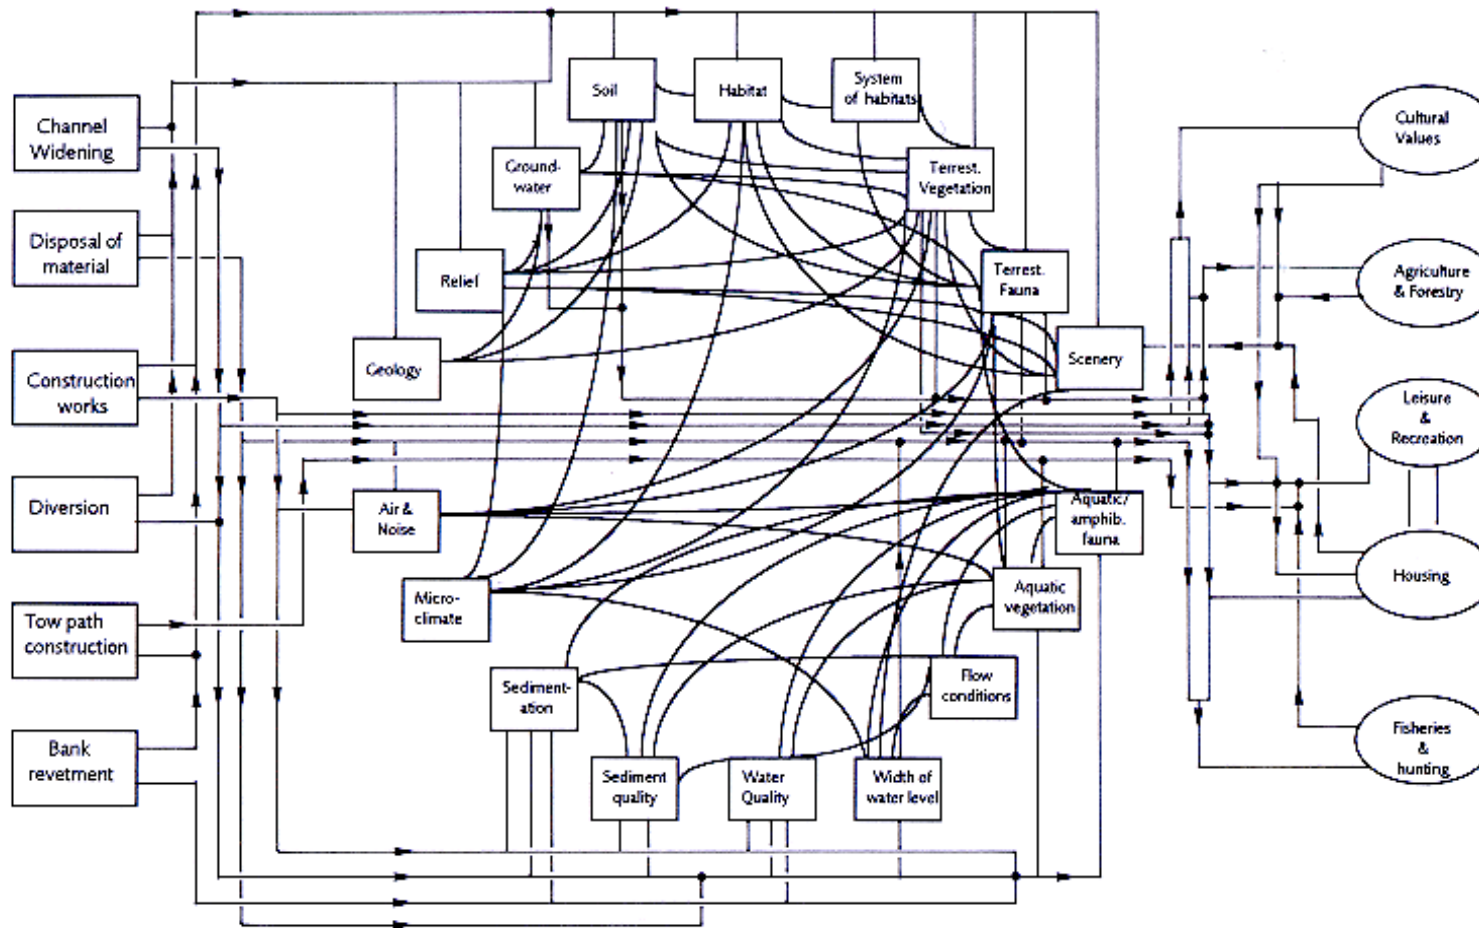 Channel
Widening
Disposal of
material
Construction
works
Diversion
Tow path
construction
Bank
revetment
Soil
Habitat
System
of habitats
Ground-
water
Terrest.
Vegetation
Relief
Terrest.
Fauna
Geology
Scenery
Air &
Noise
Aquatic/
amphib.
fauna
Micro-
climate
Aquatic
vegetation
Sediment-
ation
Flow
conditions
Sediment
quality
Water
Quality
Width of
water level
Cultural
Values
Agriculture
& Forestry
Leisure
&
Recreation
Housing
Fisheries
&
hunting